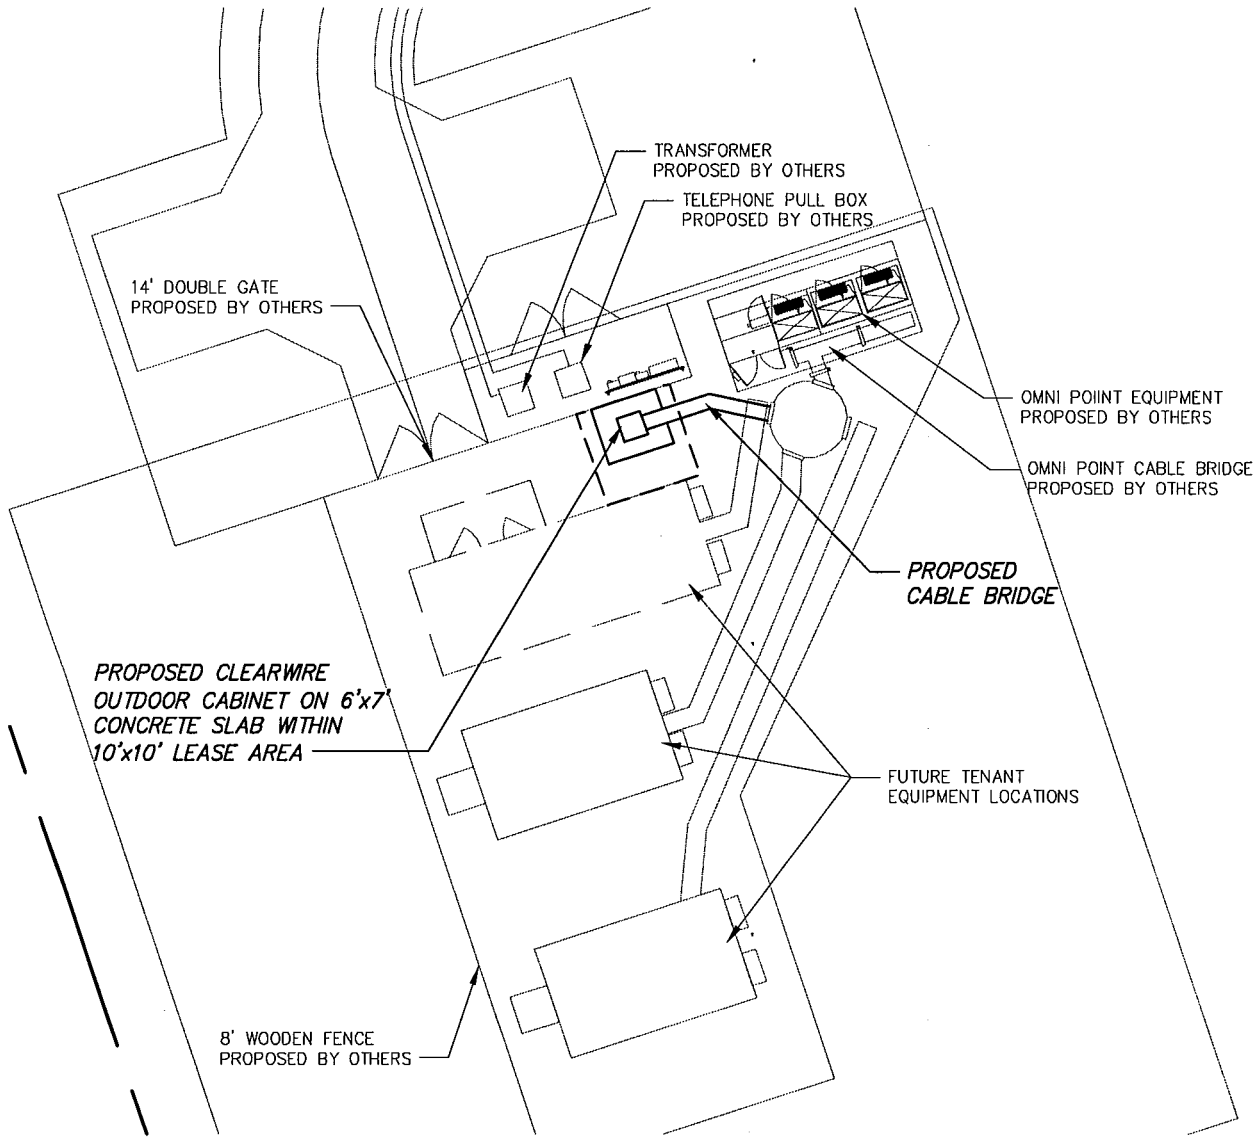 TRANSFORMER
PROPOSED BY OTHERS
TELEPHONE PULL BOX
PROPOSED BY OTHERS
14' DOUBLE GATE
PROPOSED BY OTHERS
OMNI POIINT EQUIPMENT
PROPOSED BY OTHERS
OMNI POINT CABLE BRIDGE
PROPOSED BY OTHERS
PROPOSED
CABLE BRIDGE
PROPOSED CLEARWIRE
OUTDOOR CABINET ON 6'x7'
CONCRETE SLAB WITHIN
10'x10' LEASE AREA
FUTURE TENANT
EQUIPMENT LOCATIONS
8' WOODEN FENCE
PROPOSED BY OTHERS